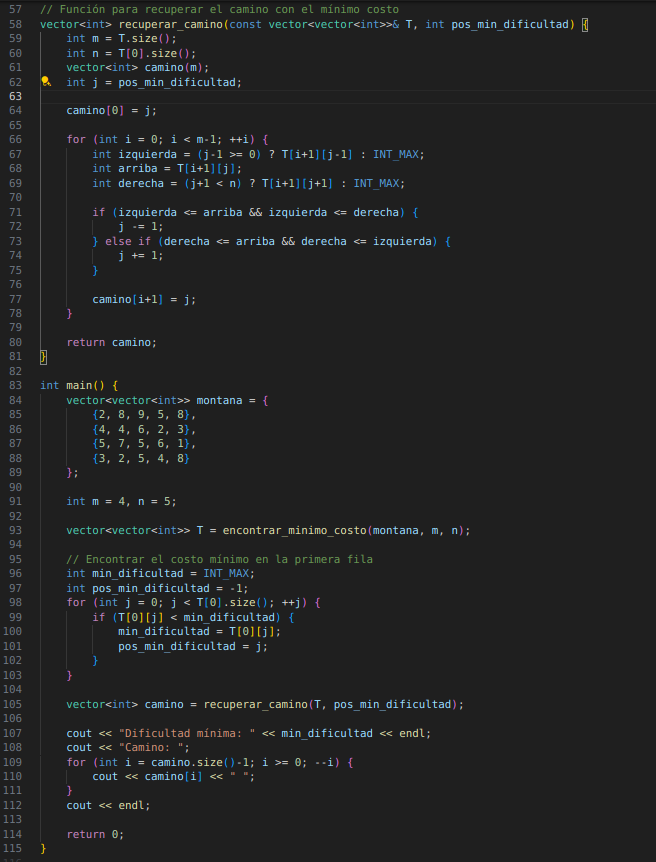 57 // Función para recuperar el camino con el mínimo costo
58 vector<int> recuperar_camino(const vector<vector<int>>& T, int pos_min_dificultad) {
59     int m = T.size();
60     int n = T[0].size();
61     vector<int> camino(m);
62     int j = pos_min_dificultad;
63
64     camino[0] = j;
65
66     for (int i = 0; i < m-1; ++i) {
67         int izquierda = (j-1 >= 0) ? T[i+1][j-1] : INT_MAX;
68         int arriba = T[i+1][j];
69         int derecha = (j+1 < n) ? T[i+1][j+1] : INT_MAX;
70
71         if (izquierda <= arriba && izquierda <= derecha) {
72             j -= 1;
73         } else if (derecha <= arriba && derecha <= izquierda) {
74             j += 1;
75         }
76
77         camino[i+1] = j;
78     }
79
80     return camino;
81 }
82
83 int main() {
84     vector<vector<int>> montana = {
85         {2, 8, 9, 5, 8},
86         {4, 4, 6, 2, 3},
87         {5, 7, 5, 6, 1},
88         {3, 2, 5, 4, 8}
89     };
90
91     int m = 4, n = 5;
92
93     vector<vector<int>> T = encontrar_minimo_costo(montana, m, n);
94
95     // Encontrar el costo mínimo en la primera fila
96     int min_dificultad = INT_MAX;
97     int pos_min_dificultad = -1;
98     for (int j = 0; j < T[0].size(); ++j) {
99         if (T[0][j] < min_dificultad) {
100             min_dificultad = T[0][j];
101             pos_min_dificultad = j;
102         }
103     }
104
105     vector<int> camino = recuperar_camino(T, pos_min_dificultad);
106
107     cout << "Dificultad mínima: " << min_dificultad << endl;
108     cout << "Camino: ";
109     for (int i = camino.size()-1; i >= 0; --i) {
110         cout << camino[i] << " ";
111     }
112     cout << endl;
113
114     return 0;
115 }